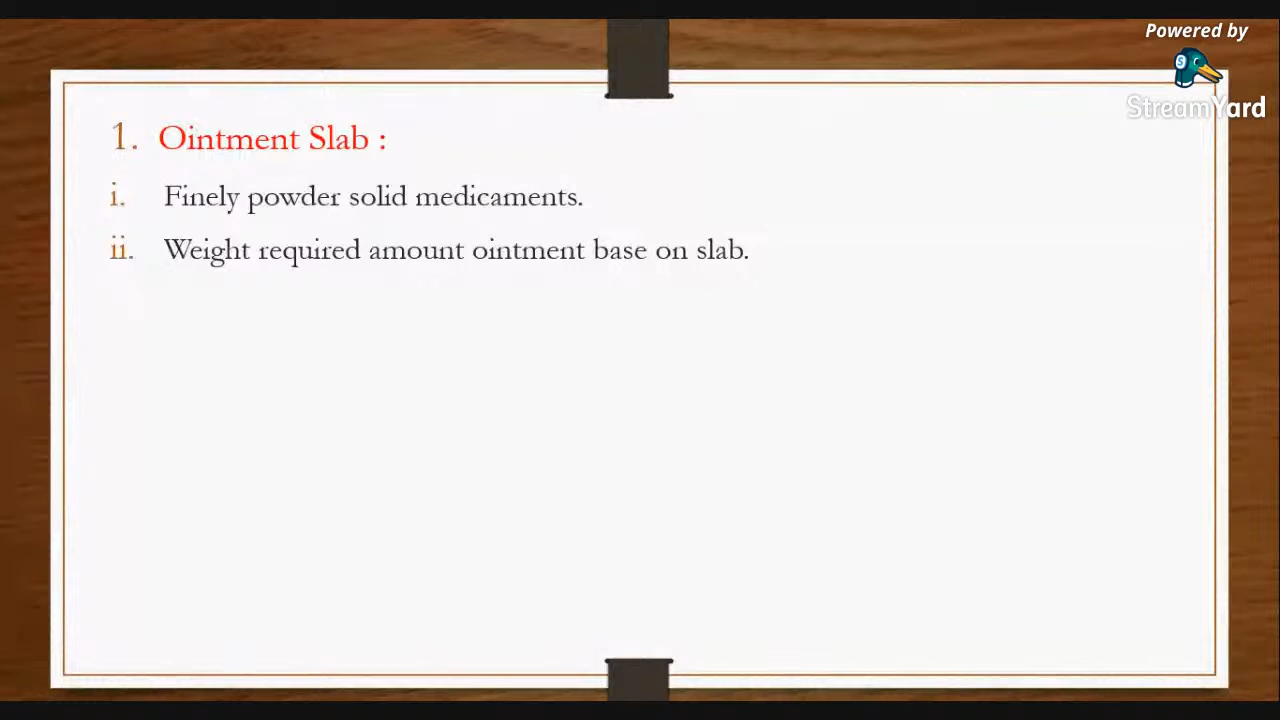 Powered by
StreamYard
1. Ointment Slab :
i. Finely powder solid medicaments.
ii. Weight required amount ointment base on slab.